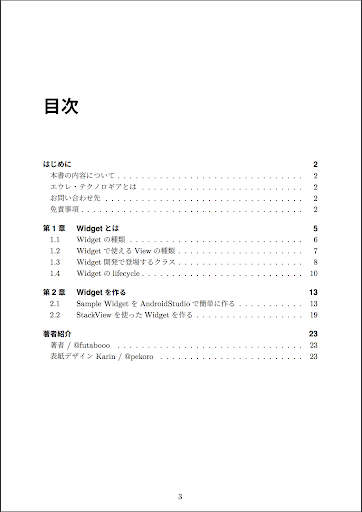 目次
はじめに 2
本書の内容について . . . . . . . . . . . . . . . . . . . . . . . . . . . . 2
エウレ・テクノロギアとは . . . . . . . . . . . . . . . . . . . . . . . . . 2
お問い合わせ先 . . . . . . . . . . . . . . . . . . . . . . . . . . . . . . 2
免責事項 . . . . . . . . . . . . . . . . . . . . . . . . . . . . . . . . . 2
第 1 章 Widget とは 5
1.1 Widget の種類 . . . . . . . . . . . . . . . . . . . . . . . . . . . 6
1.2 Widget で使える View の種類 . . . . . . . . . . . . . . . . . . . 7
1.3 Widget 開発で登場するクラス . . . . . . . . . . . . . . . . . . . 8
1.4 Widget の lifecycle . . . . . . . . . . . . . . . . . . . . . . . . 10
第 2 章 Widget を作る 13
2.1 Sample Widget を AndroidStudio で簡単に作る . . . . . . . . . . 13
2.2 StackView を使った Widget を作る . . . . . . . . . . . . . . . . 19
著者紹介 23
著者 / @futabooo . . . . . . . . . . . . . . . . . . . . . . . . . . . . 23
表紙デザイン Karin / @pekoro . . . . . . . . . . . . . . . . . . . . . . 23
3